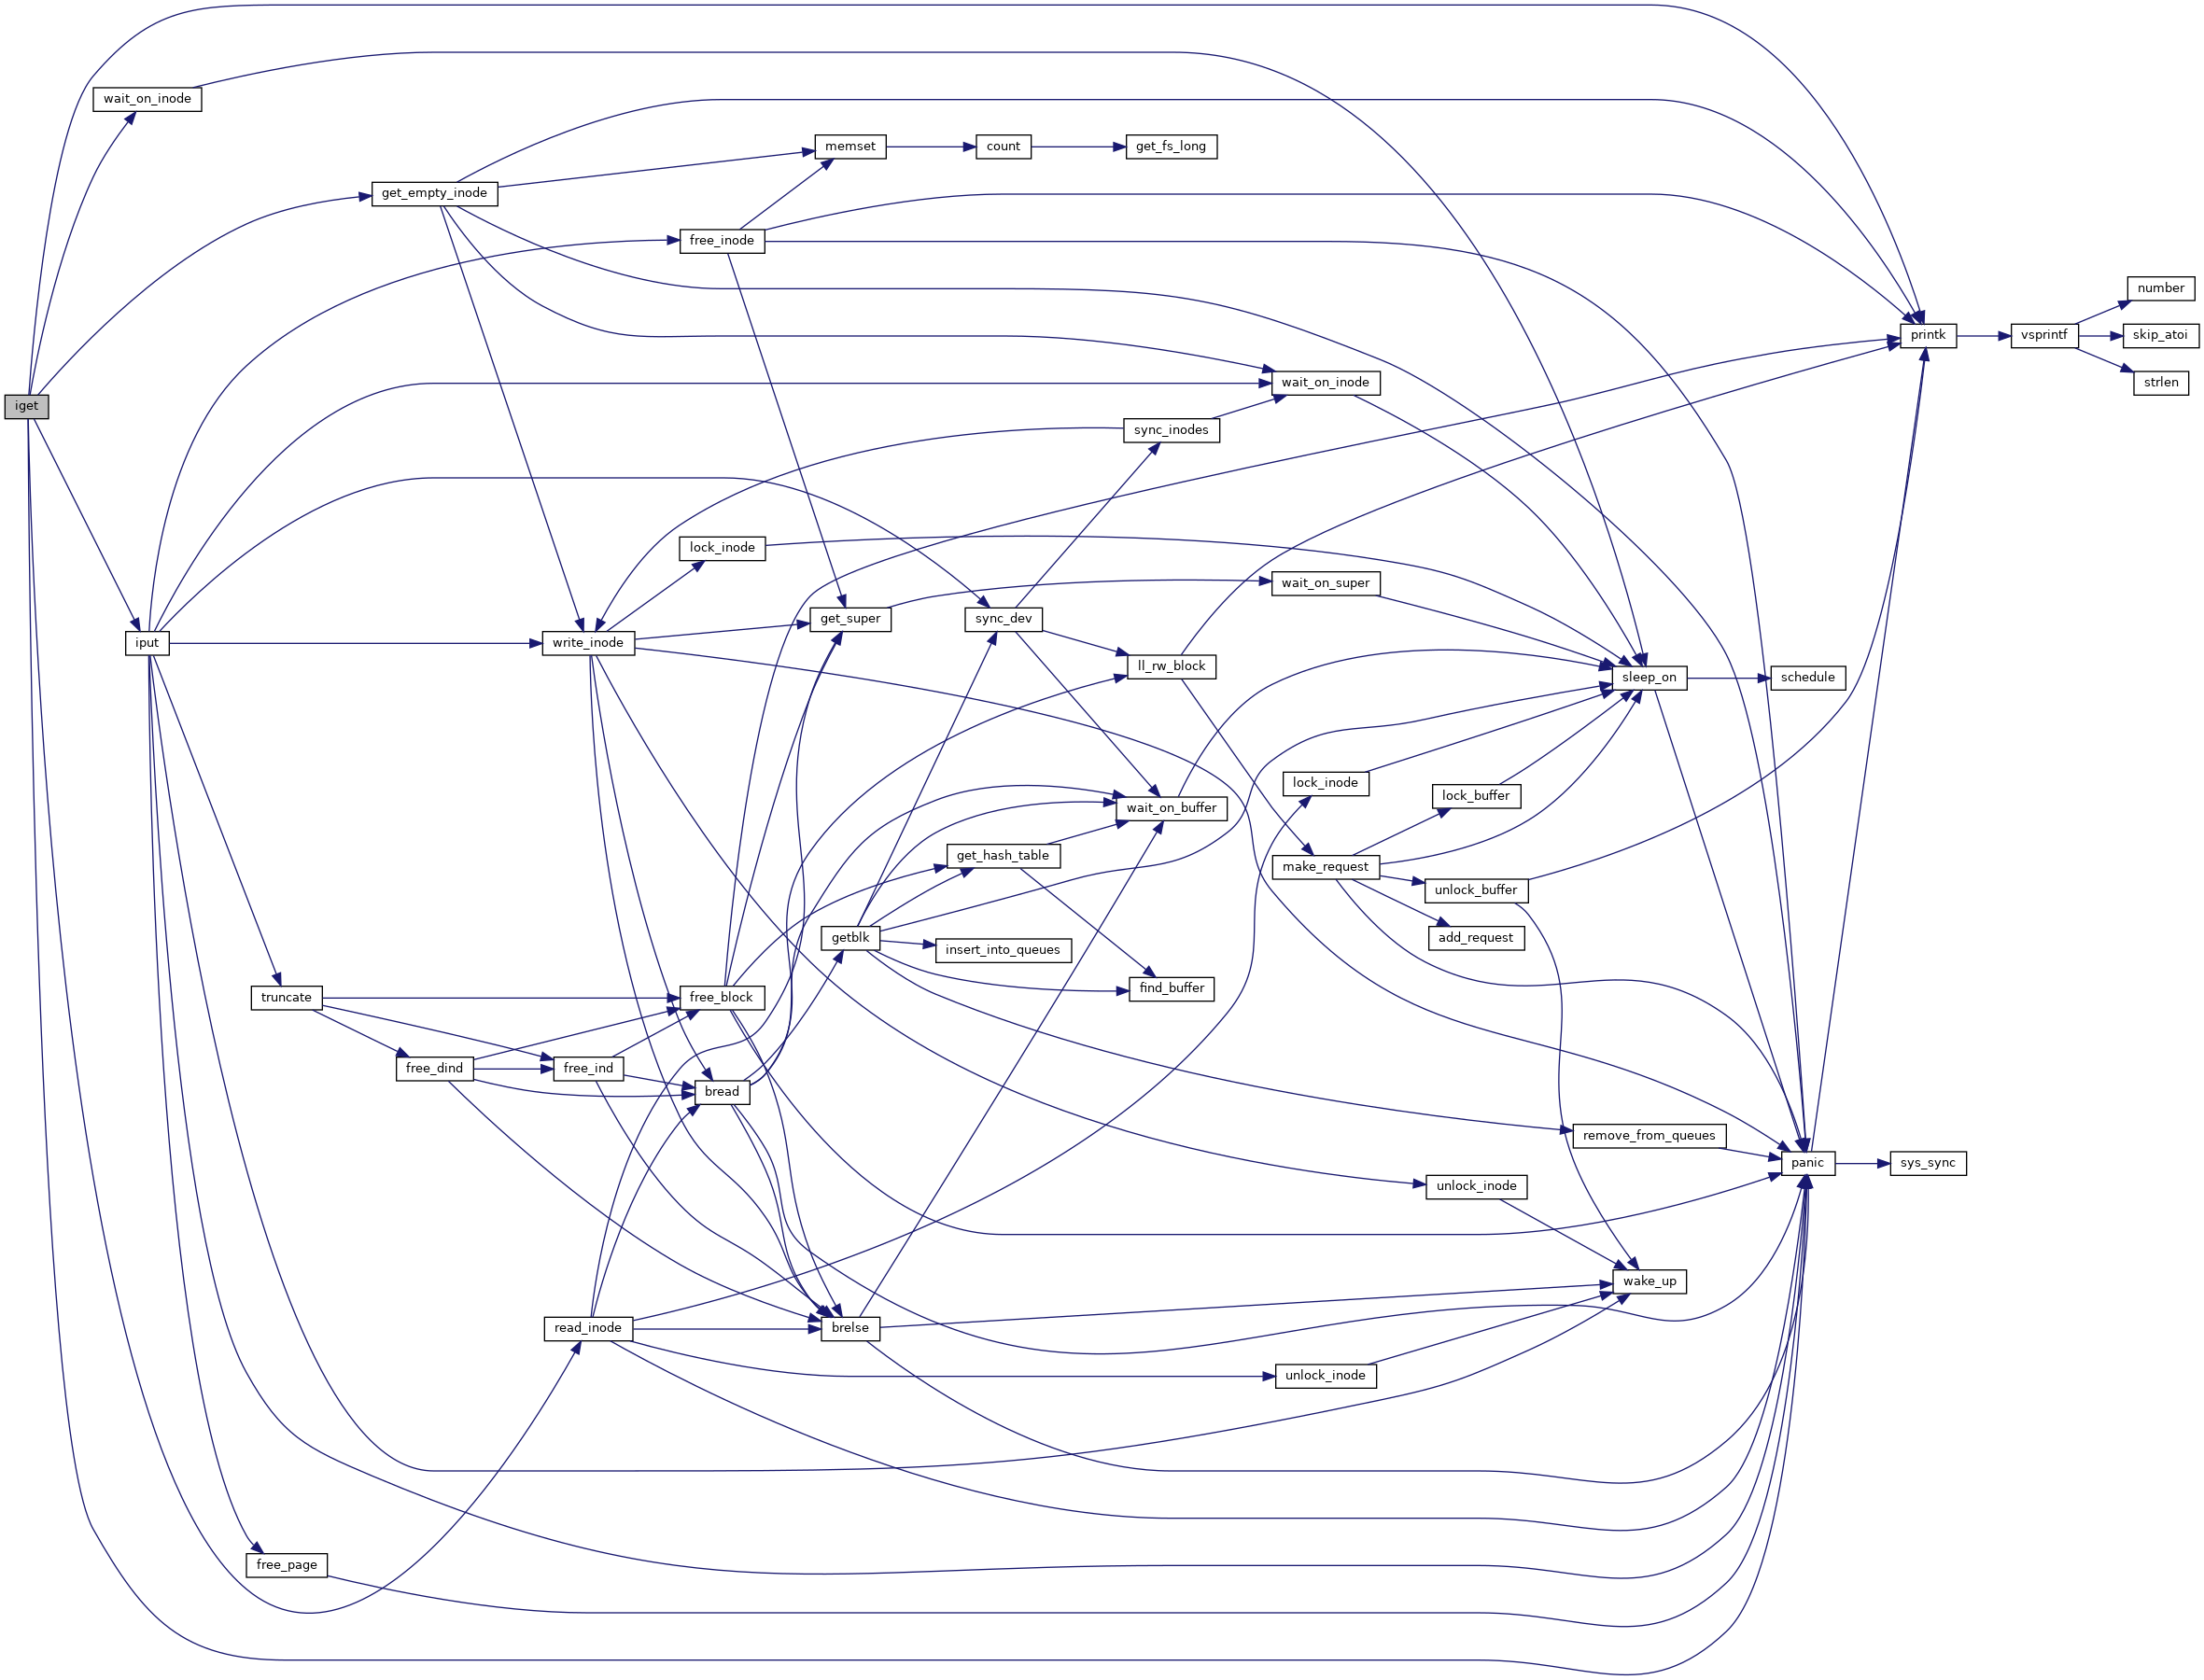 wait_on_inode
memset
count
get_fs_long
get_empty_inode
free_inode
number
printk
vsprintf
skip_atoi
wait_on_inode
strlen
iget
sync_inodes
lock_inode
wait_on_super
get_super
sync_dev
iput
write_inode
ll_rw_block
sleep_on
schedule
lock_inode
lock_buffer
wait_on_buffer
get_hash_table
make_request
unlock_buffer
getblk
add_request
insert_into_queues
find_buffer
truncate
free_block
free_dind
free_ind
bread
remove_from_queues
panic
sys_sync
unlock_inode
wake_up
read_inode
brelse
unlock_inode
free_page